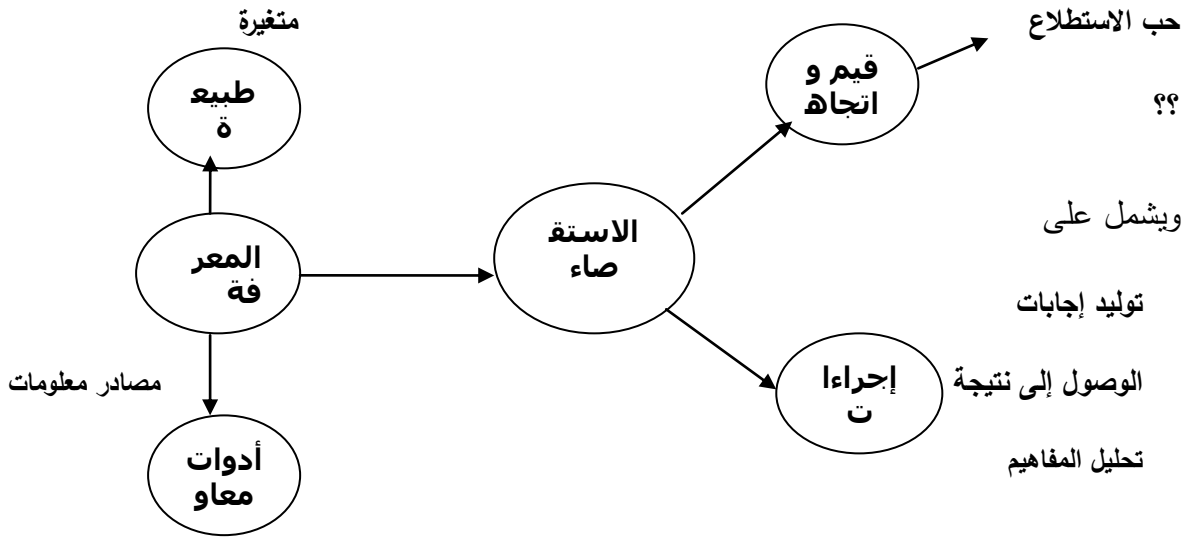 حب الاستطلاع
متغيرة
قيم و
اتجاه
طبيع
ة
؟؟
ويشمل على
الاستق
صاء
المعر
فة
توليد إجابات
إجراءا
ت
الوصول إلى نتيجة
مصادر معلومات
تحليل المفاهيم
أدوات
معاو